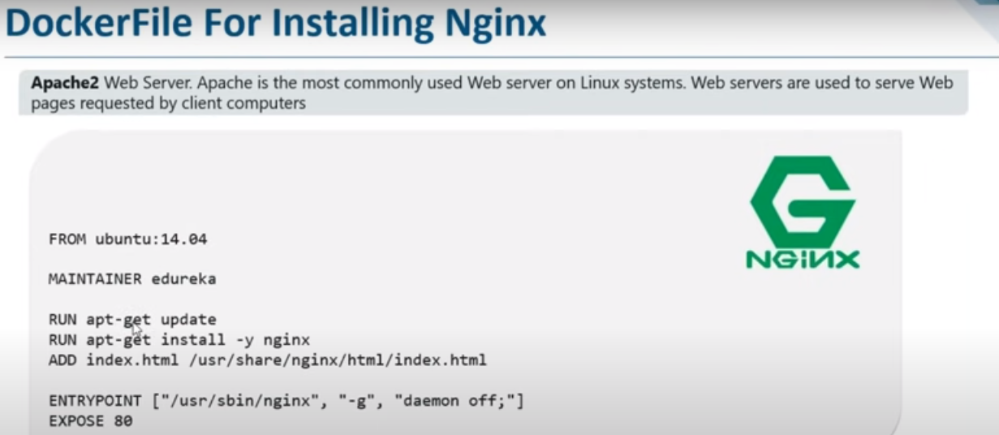 DockerFile For Installing Nginx
Apache2 Web Server. Apache is the most commonly used Web server on Linux systems. Web servers are used to serve Web
pages requested by client computers
NGiNX
FROM ubuntu:14.04
MAINTAINER edureka
RUN apt-get update
RUN apt-get install -y nginx
ADD index.html /usr/share/nginx/html/index.html
ENTRYPOINT ["/usr/sbin/nginx", "-g", "daemon off;"]
EXPOSE 80